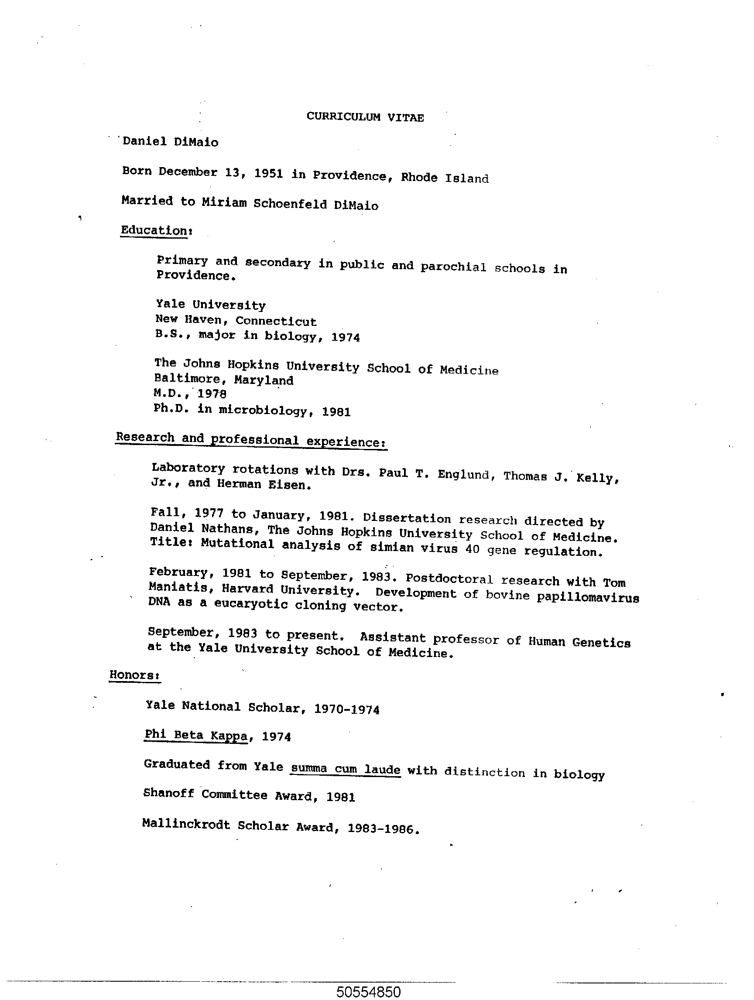 CURRICULUM VITAE
Daniel DiMaio
Born December 13, 1951 in Providence, Rhode Island
Married to Miriam Schoenfeld DiMaio
Education:
Primary and secondary in public and parochial schools in
Providence.
Yale University
New Haven, Connecticut
B.S., major in biology, 1974
The Johns Hopkins University School of Medicine
Baltimore, Maryland
M.D., 1978
Ph.D. in microbiology, 1981
Research and professional experience:
Laboratory rotations with Drs. Paul T. Englund, Thomas J. Kelly,
Jr., and Herman Eisen.
Fall, 1977 to January, 1981. Dissertation research directed by
Daniel Nathans, The Johns Hopkins University School of Medicine.
Title: Mutational analysis of simian virus 40 gene regulation.
February, 1981 to September, 1983. Postdoctoral research with Tom
Maniatis, Harvard University. Development of bovine papillomavirus
DNA as a eucaryotic cloning vector.
September, 1983 to present. Assistant professor of Human Genetics
at the Yale University School of Medicine.
Honors:
Yale National Scholar, 1970-1974
Phi Beta Kappa, 1974
Graduated from Yale summa cum laude with distinction in biology
Shanoff Committee Award, 1981
Mallinckrodt Scholar Award, 1983-1986.
50554850